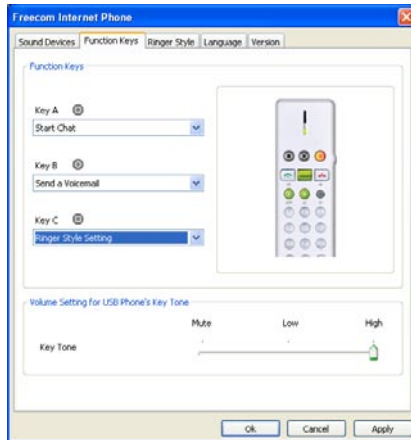 Freecom Internet Phone
Sound Devices Function Keys Ringer Style Language Version
Function Keys
Key A
Start Chat
Key B
Send a Voicemail
Key C
Ringer Style Setting
Volume Setting for USB Phone's Key Tone
Mute Low High
Key Tone
Ok Cancel Apply